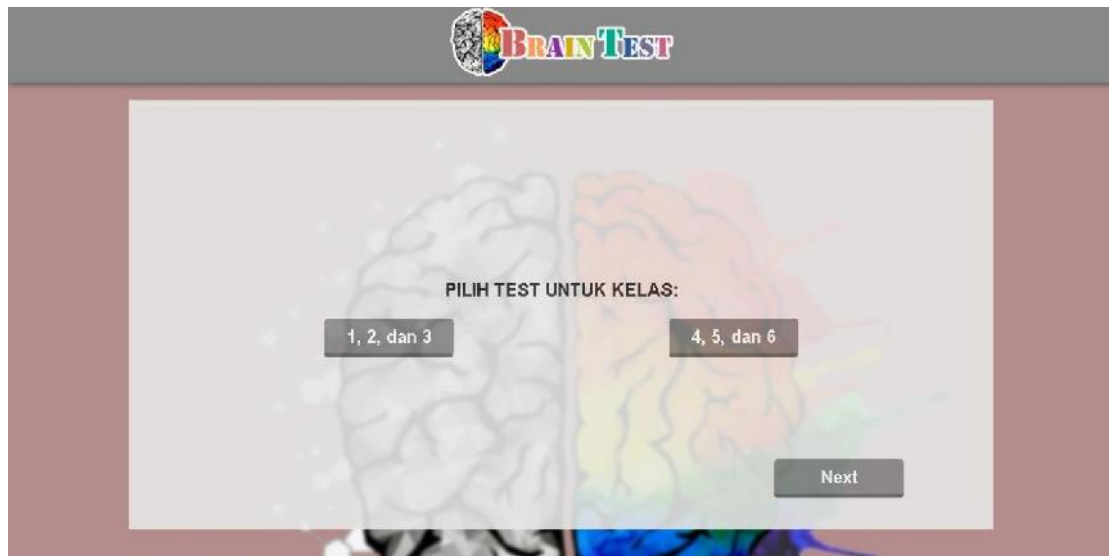 BRAIN TEST
PILIH TEST UNTUK KELAS:
1, 2, dan 3
4, 5, dan 6
Next